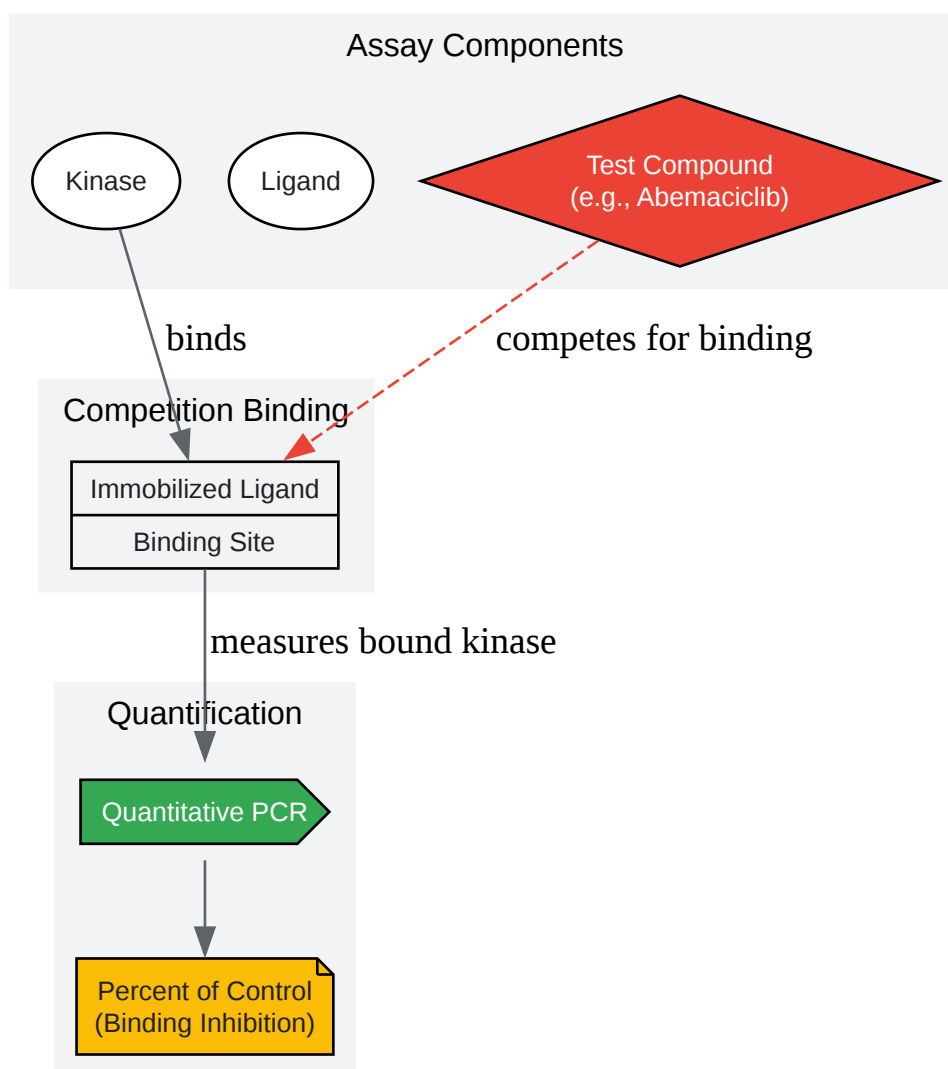 Assay Components
Kinase
Ligand
Test Compound
(e.g., Abemaciclib)
binds
competes for binding
Competition Binding
Immobilized Ligand
Binding Site
measures bound kinase
Quantification
Quantitative PCR
Percent of Control
(Binding Inhibition)